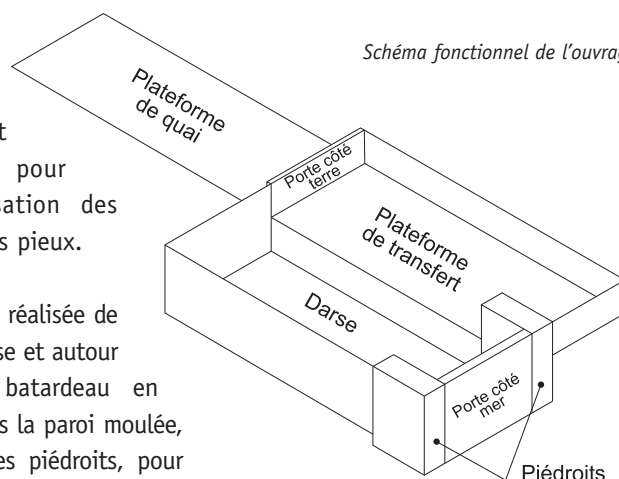 Schéma fonctionnel de l'ouvrag
t
pour
sation des
s pieux.
réalisée de
se et autour
batardeau en
s la paroi moulée,
es piédroits, pour
Plateforme
de quai
Porte côté
terre
Plateforme
de transfert
Darse
Porte côté
mer
Piédroits